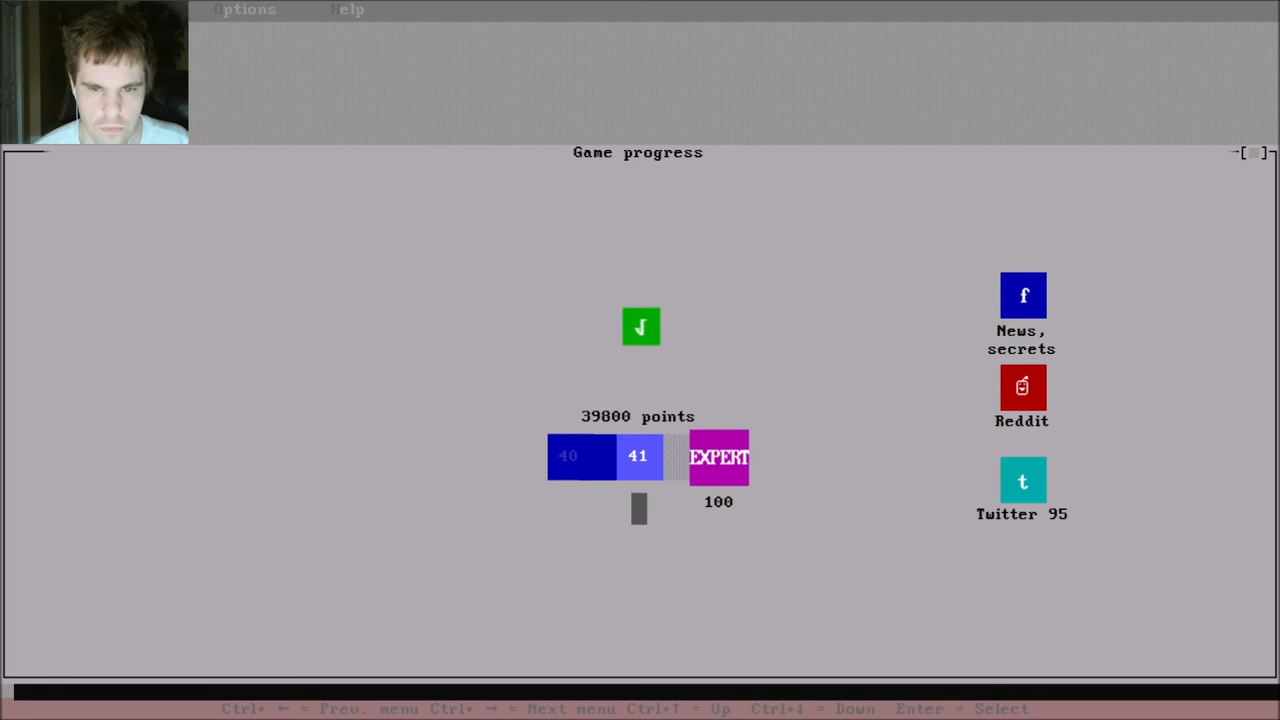 Options Help
Game progress
[ ]
f
News,
secrets
√
Reddit
39800 points
40 41 EXPERT
100
t
Twitter 95
Ctrl+ ← = Prev. menu Ctrl+ → = Next menu Ctrl+↑ = Up Ctrl+↓ = Down Enter = Select